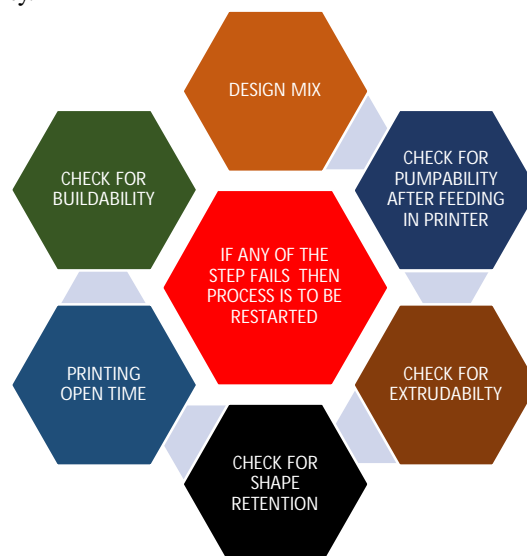 DESIGN MIX
CHECK FOR
PUMPABILITY
AFTER FEEDING
IN PRINTER
CHECK FOR
EXTRUDABILTY
CHECK FOR
SHAPE
RETENTION
PRINTING
OPEN TIME
CHECK FOR
BUILDABILITY
IF ANY OF THE
STEP FAILS THEN
PROCESS IS TO BE
RESTARTED